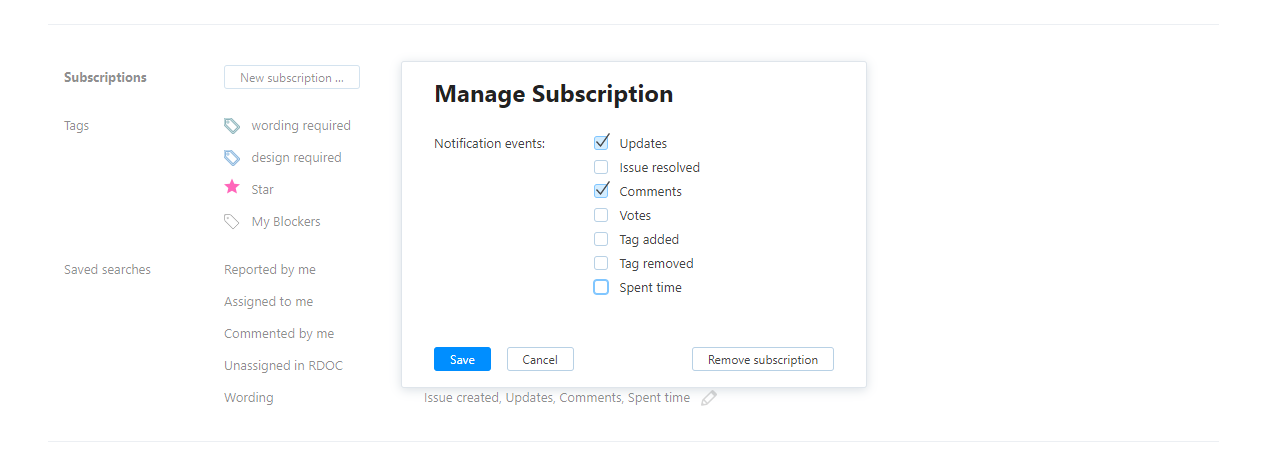 Subscriptions
New subscription ...
Tags
wording required
design required
Star
My Blockers
Saved searches
Reported by me
Assigned to me
Commented by me
Unassigned in RDOC
Wording
Issue created, Updates, Comments, Spent time
Manage Subscription
Notification events:
Updates
Issue resolved
Comments
Votes
Tag added
Tag removed
Spent time
Save
Cancel
Remove subscription